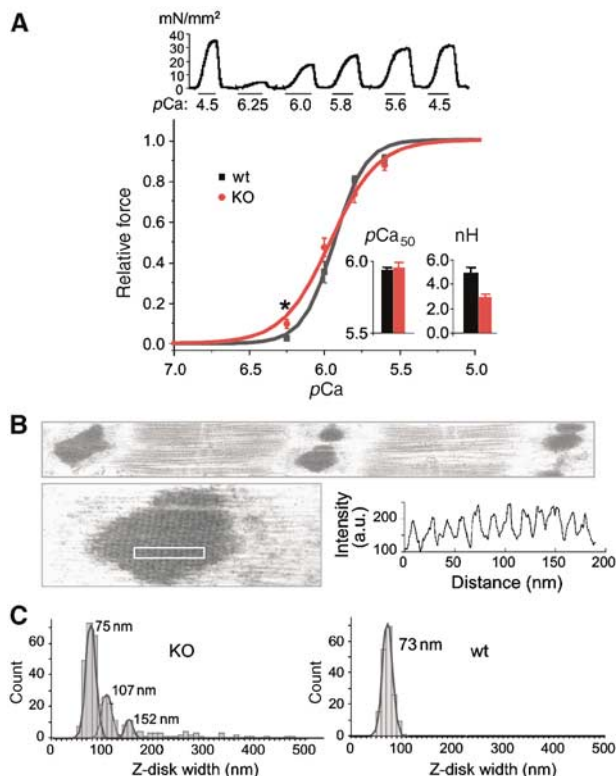 A
mN/mm²
40
30
20
10
0
pCa: 4.5 6.25 6.0 5.8 5.6 4.5
1.0
0.8
0.6
0.4
0.2
0.0
Relative force
wt
KO
*
pCa₅₀
6.0
5.5
nH
6.0
4.0
2.0
0
7.0 6.5 6.0 5.5 5.0
pCa
B
Intensity
(a.u.)
200
100
0 50 100 150 200
Distance (nm)
C
Count
60
40
20
0
75 nm
107 nm
152 nm
KO
0 100 200 300 400 500
Z-disk width (nm)
Count
60
40
20
0
73 nm
wt
0 100 200 300 400 500
Z-disk width (nm)